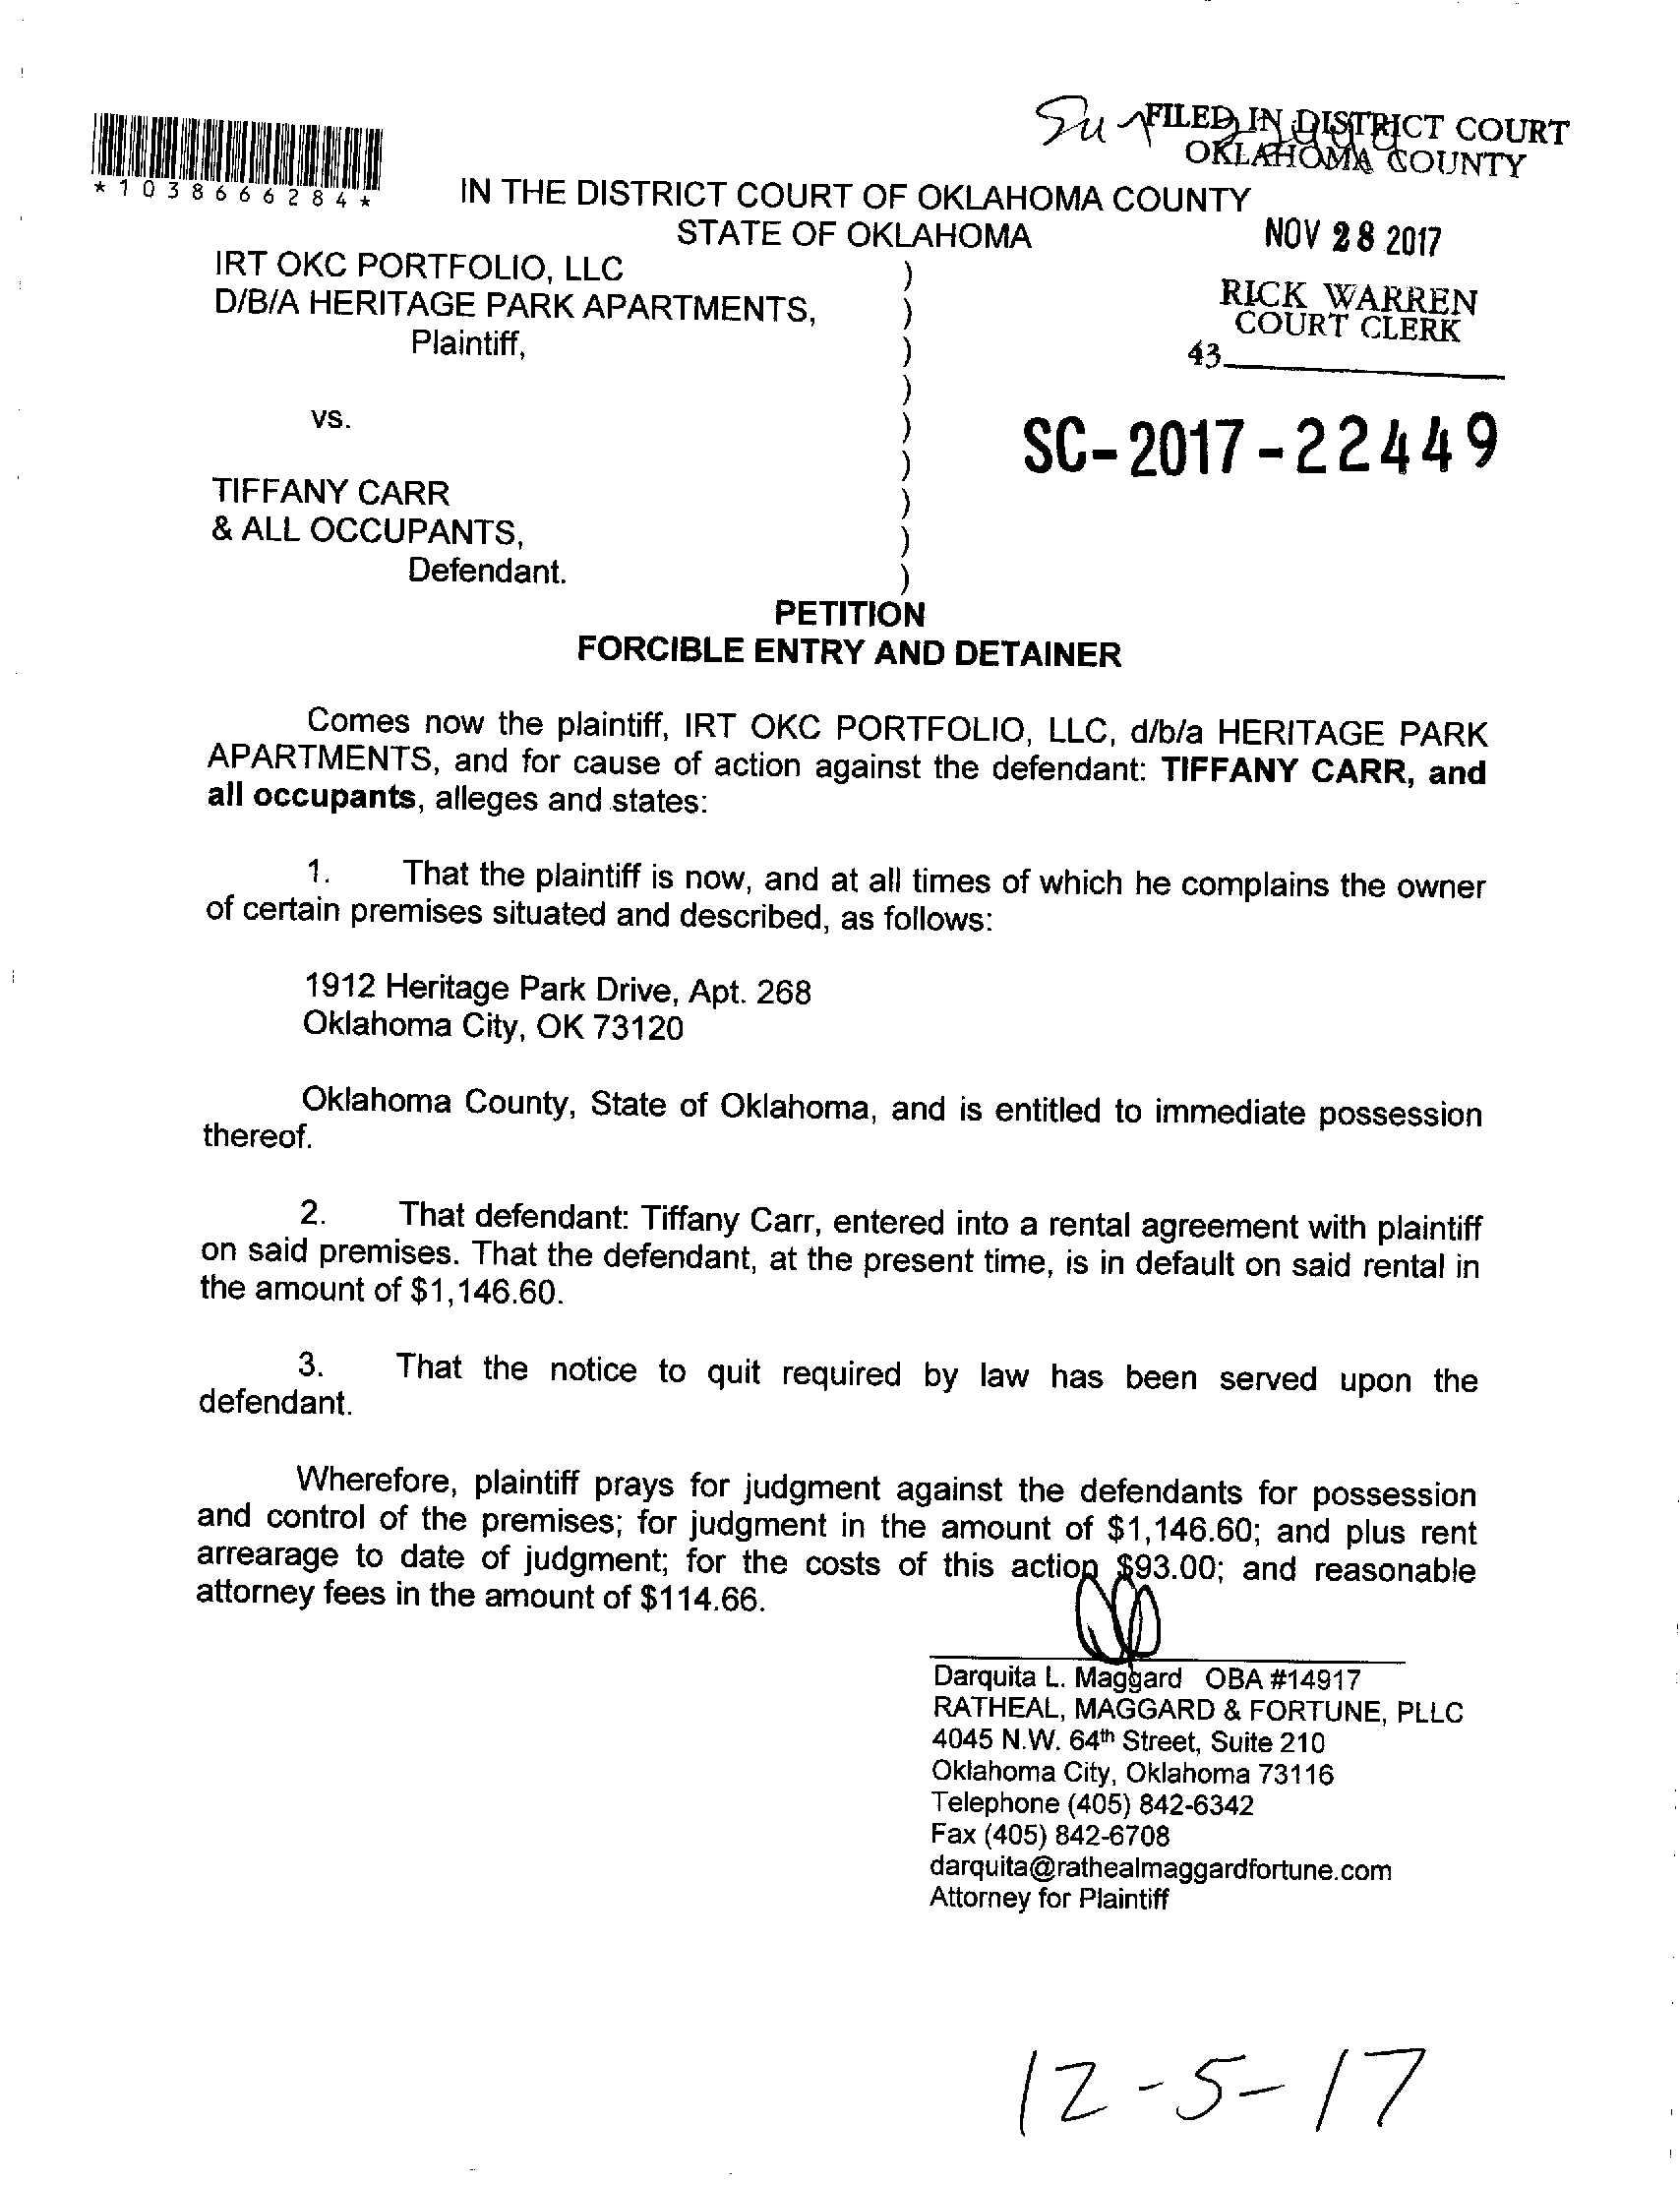 Su
FILED IN DISTRICT COURT
OKLAHOMA COUNTY
*1038666284*
IN THE DISTRICT COURT OF OKLAHOMA COUNTY
STATE OF OKLAHOMA
NOV 28 2017
IRT OKC PORTFOLIO, LLC )
D/B/A HERITAGE PARK APARTMENTS, )
Plaintiff, )
)
RICK WARREN
COURT CLERK
43
vs. )
)
SC-2017-22449
TIFFANY CARR )
& ALL OCCUPANTS, )
Defendant. )
PETITION
FORCIBLE ENTRY AND DETAINER
Comes now the plaintiff, IRT OKC PORTFOLIO, LLC, d/b/a HERITAGE PARK
APARTMENTS, and for cause of action against the defendant: TIFFANY CARR, and
all occupants, alleges and states:
1. That the plaintiff is now, and at all times of which he complains the owner
of certain premises situated and described, as follows:
1912 Heritage Park Drive, Apt. 268
Oklahoma City, OK 73120
Oklahoma County, State of Oklahoma, and is entitled to immediate possession
thereof.
2. That defendant: Tiffany Carr, entered into a rental agreement with plaintiff
on said premises. That the defendant, at the present time, is in default on said rental in
the amount of $1,146.60.
3. That the notice to quit required by law has been served upon the
defendant.
Wherefore, plaintiff prays for judgment against the defendants for possession
and control of the premises; for judgment in the amount of $1,146.60; and plus rent
arrearage to date of judgment; for the costs of this action $93.00; and reasonable
attorney fees in the amount of $114.66.
Darquita L. Maggard OBA #14917
RATHEAL, MAGGARD & FORTUNE, PLLC
4045 N.W. 64th Street, Suite 210
Oklahoma City, Oklahoma 73116
Telephone (405) 842-6342
Fax (405) 842-6708
darquita@rathealmaggardfortune.com
Attorney for Plaintiff
12-5-17